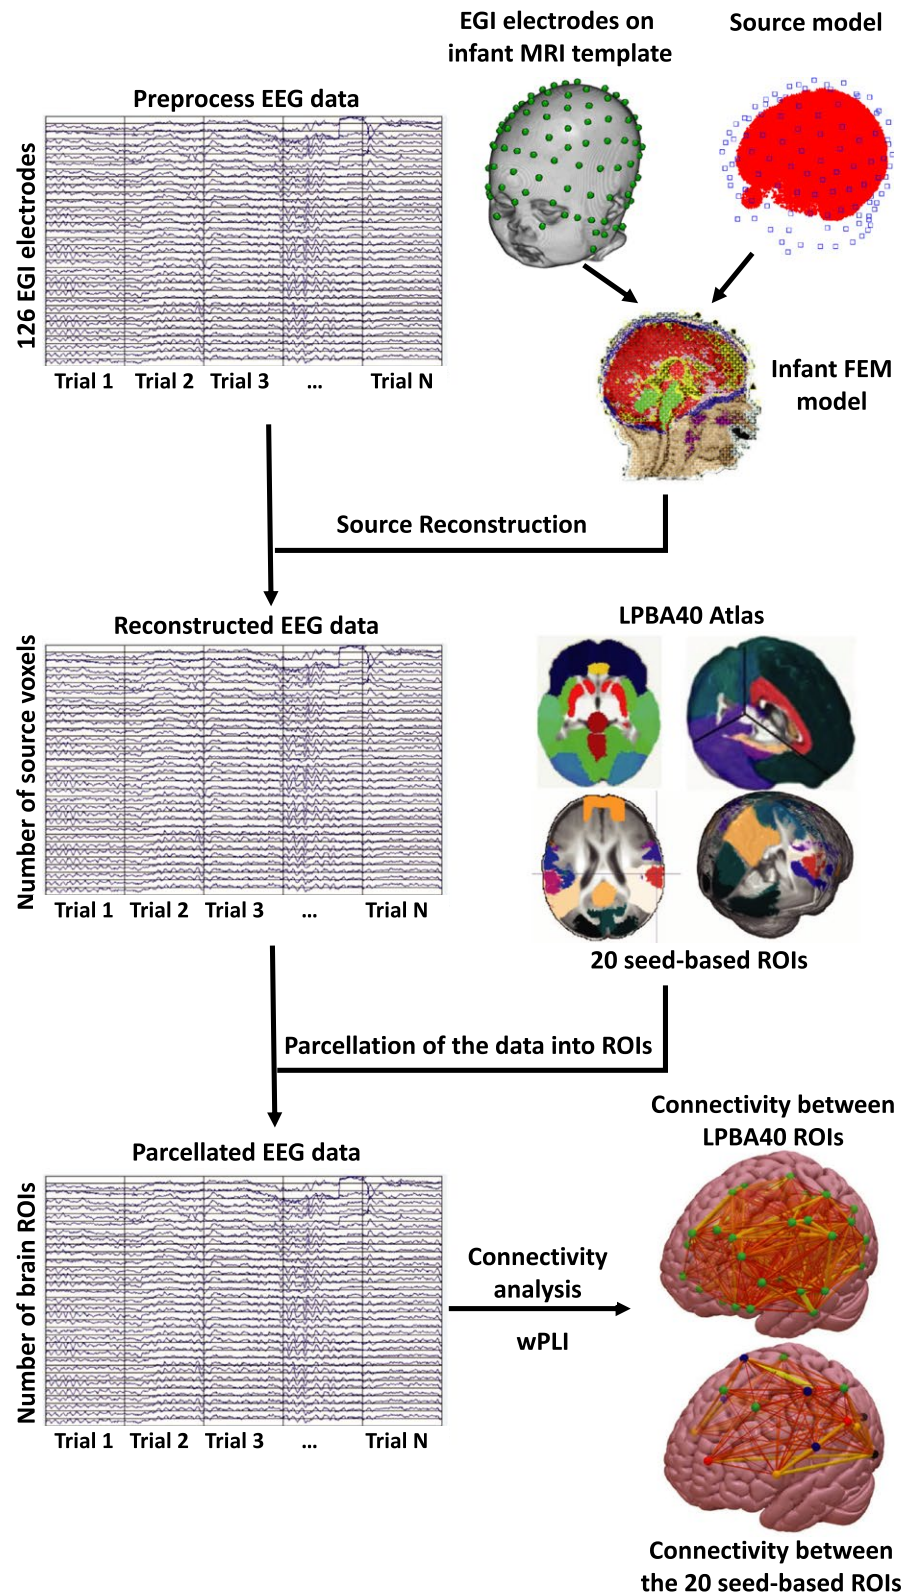 EGI electrodes on
infant MRI template
Source model
Preprocess EEG data
126 EGI electrodes
Trial 1 Trial 2 Trial 3 ... Trial N
Infant FEM
model
Source Reconstruction
Reconstructed EEG data
Number of source voxels
Trial 1 Trial 2 Trial 3 ... Trial N
LPBA40 Atlas
20 seed-based ROIs
Parcellation of the data into ROIs
Parcellated EEG data
Number of brain ROIs
Trial 1 Trial 2 Trial 3 ... Trial N
Connectivity
analysis
wPLI
Connectivity between
LPBA40 ROIs
Connectivity between
the 20 seed-based ROIs